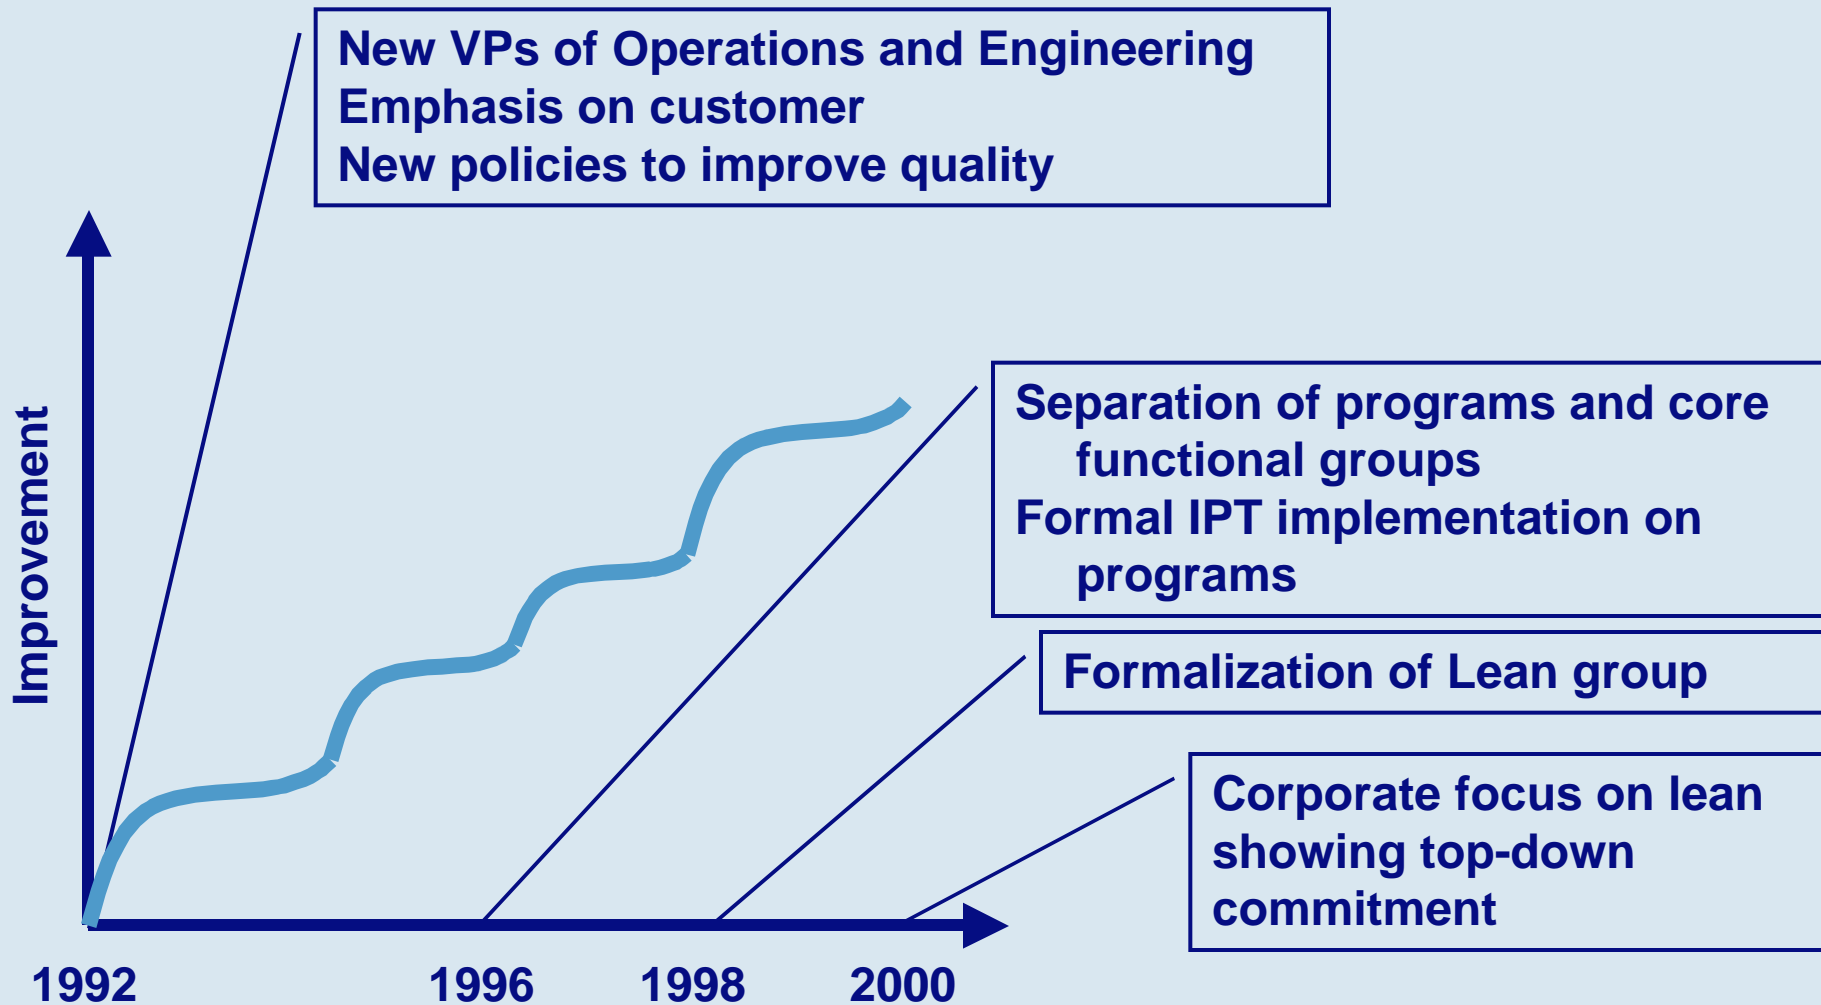 New VPs of Operations and Engineering
Emphasis on customer
New policies to improve quality
Improvement
Separation of programs and core
functional groups
Formal IPT implementation on
programs
Formalization of Lean group
Corporate focus on lean
showing top-down
commitment
1992 1996 1998 2000